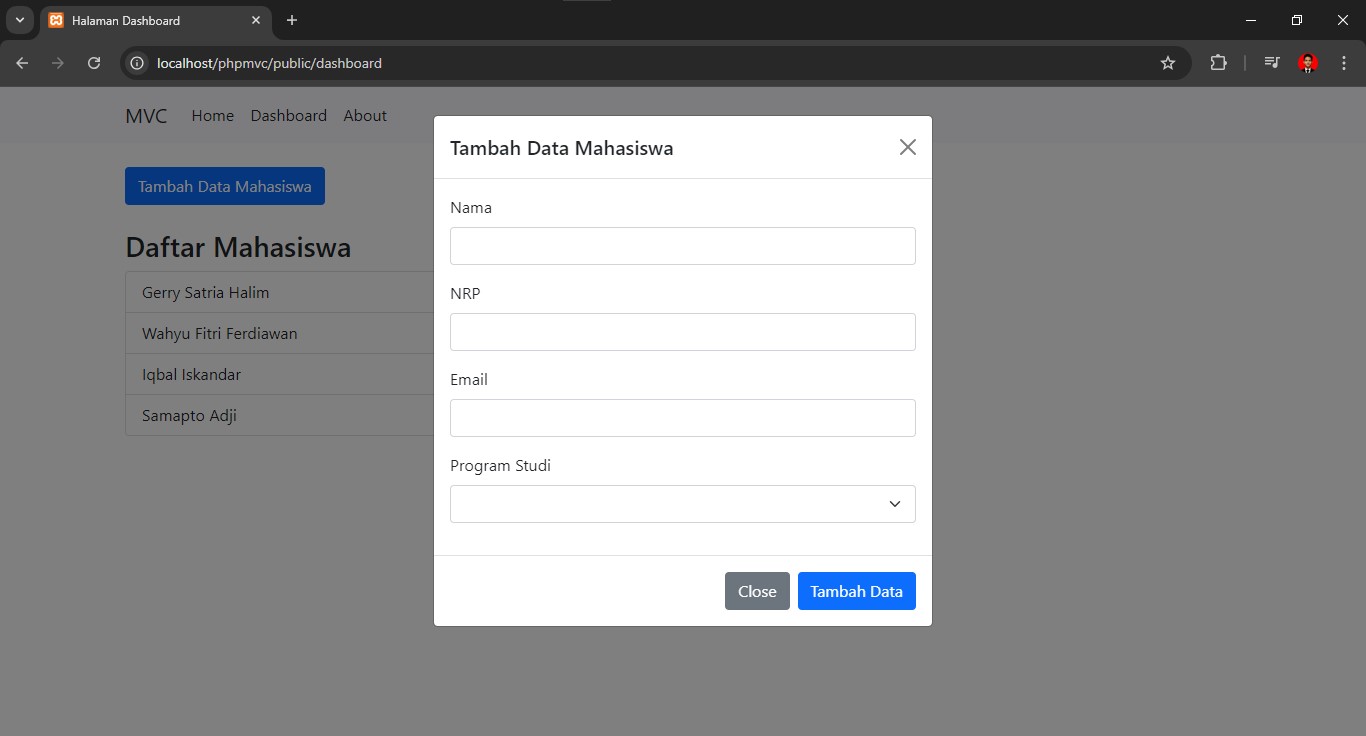 Halaman Dashboard
localhost/phpmvc/public/dashboard
MVC Home Dashboard About
Tambah Data Mahasiswa
Daftar Mahasiswa
Gerry Satria Halim
Wahyu Fitri Ferdiawan
Iqbal Iskandar
Samapto Adji
Tambah Data Mahasiswa
Nama
NRP
Email
Program Studi
Close Tambah Data